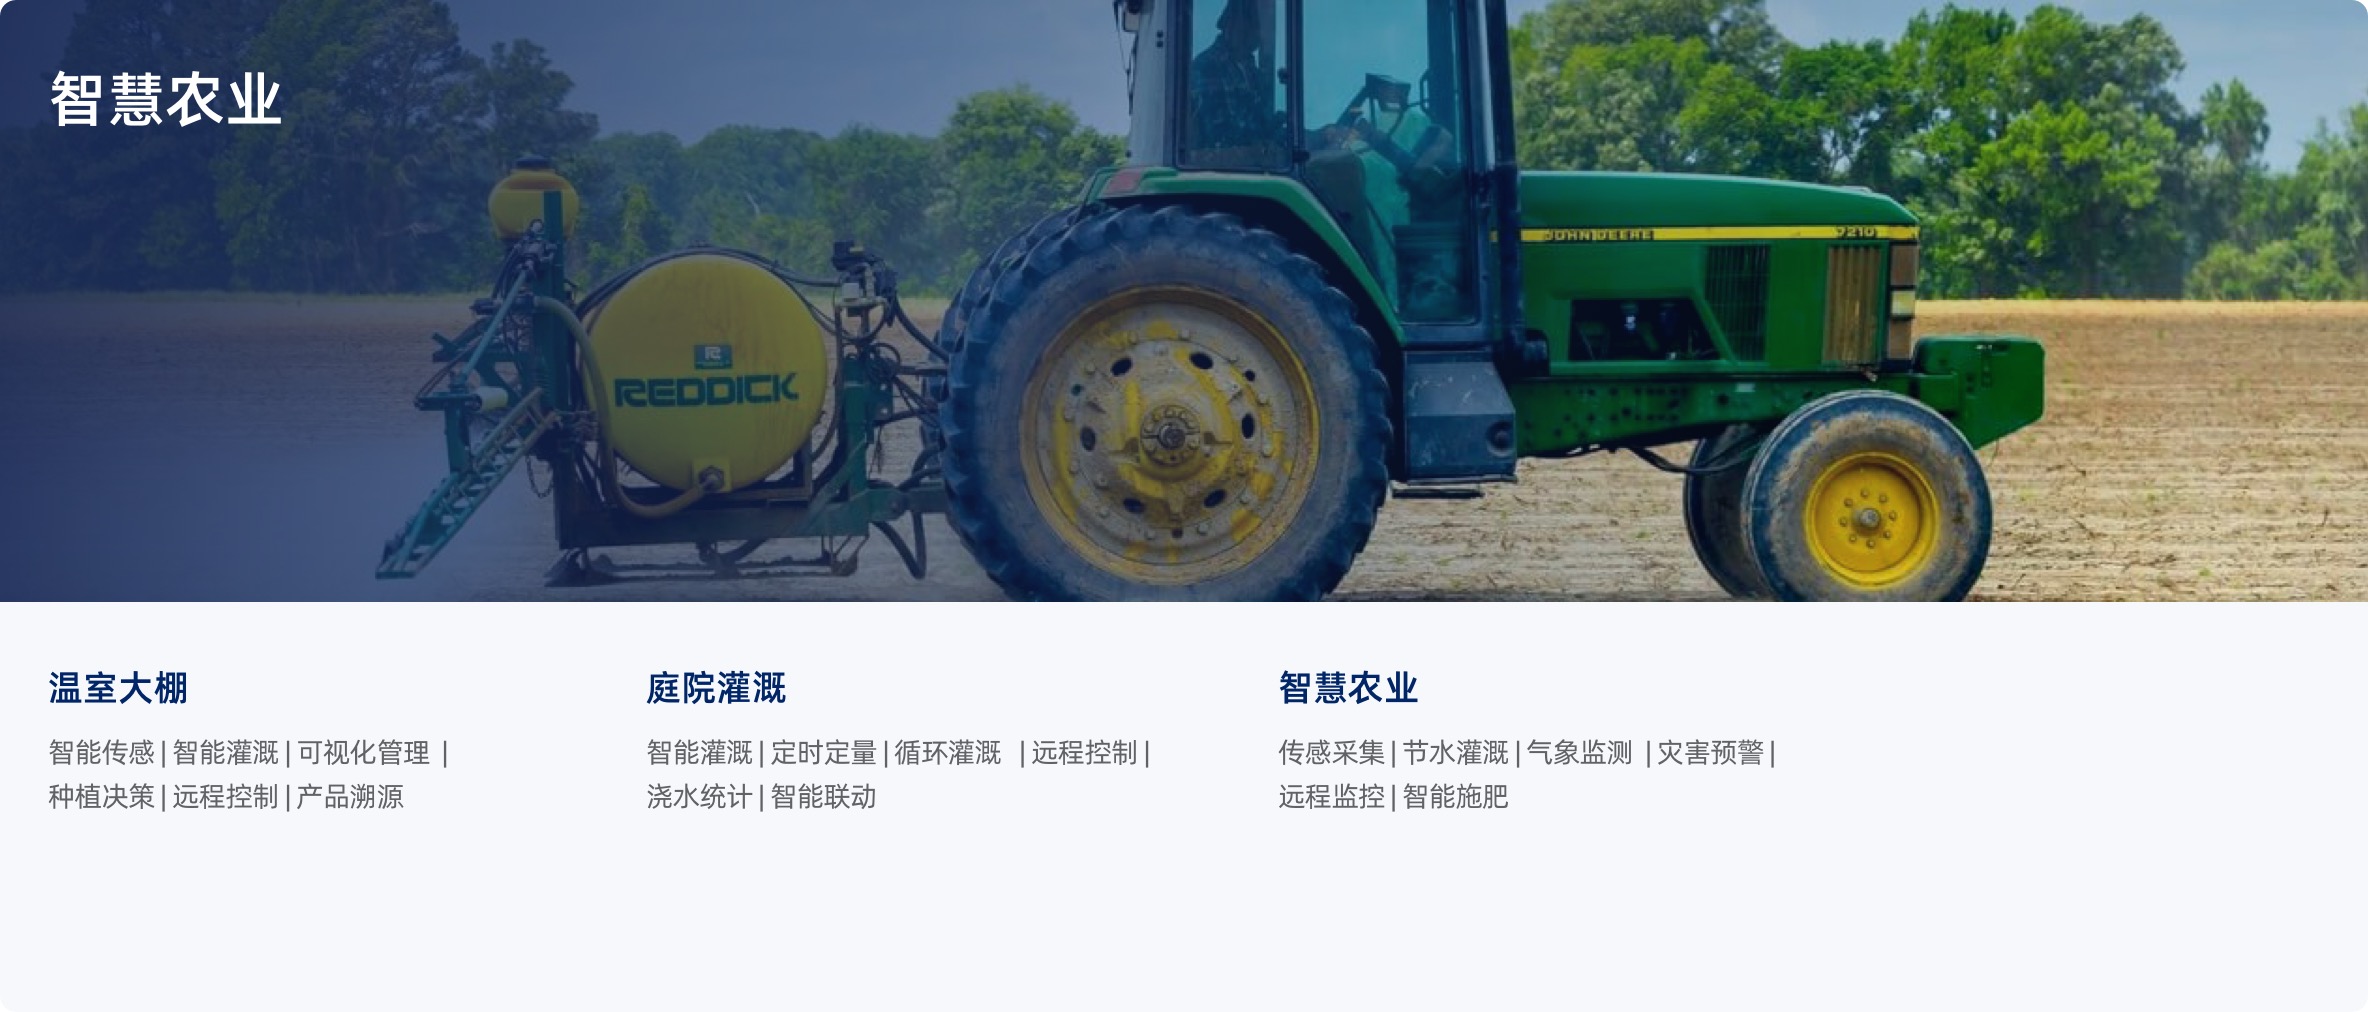 智慧农业
JOHN DEERE
7210
R
REDDICK
温室大棚
智能传感|智能灌溉|可视化管理 |
种植决策|远程控制|产品溯源
庭院灌溉
智能灌溉|定时定量|循环灌溉 |远程控制|
浇水统计|智能联动
智慧农业
传感采集|节水灌溉|气象监测 |灾害预警|
远程监控|智能施肥